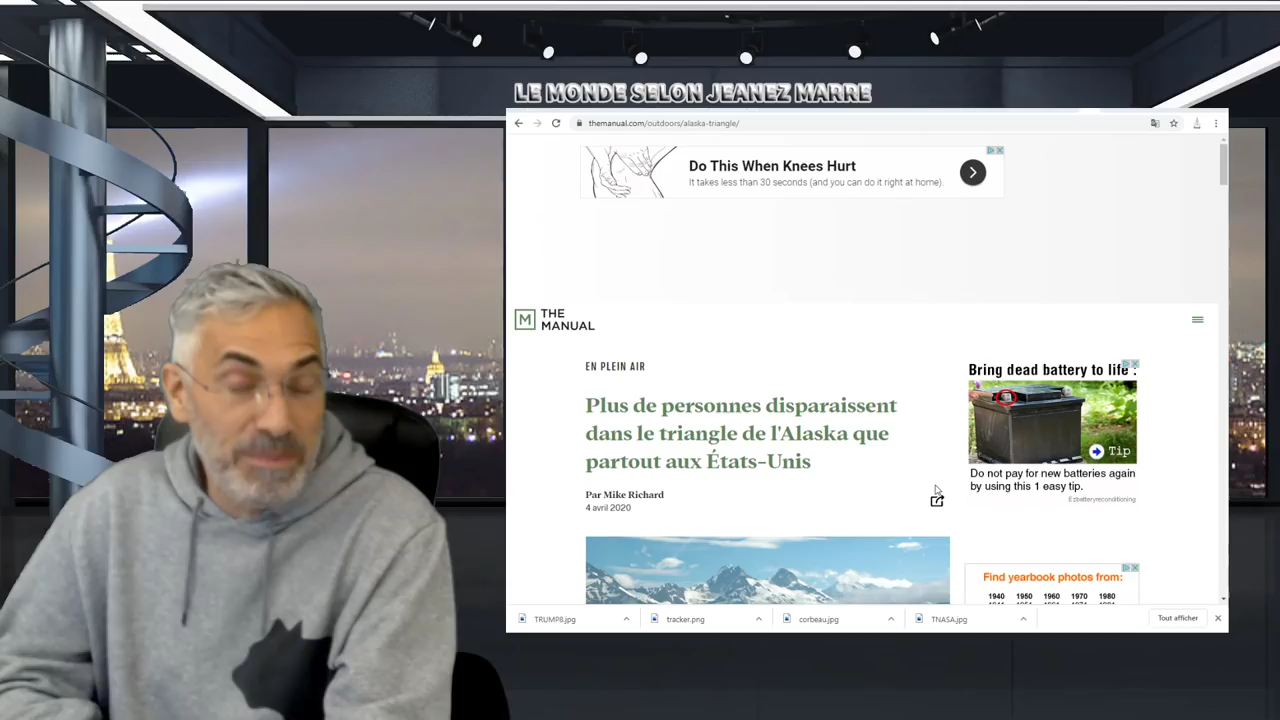 LE MONDE SELON JEANEZ MARRE
themanual.com/outdoors/alaska-triangle/
Do This When Knees Hurt
It takes less than 30 seconds (and you can do it right at home).
M THE
MANUAL
EN PLEIN AIR
Plus de personnes disparaissent
dans le triangle de l'Alaska que
partout aux États-Unis
Par Mike Richard
4 avril 2020
Bring dead battery to life :
Tip
Do not pay for new batteries again
by using this 1 easy tip.
Ezbatteryreconditioning
Find yearbook photos from:
1940 1950 1960 1970 1980
TRUMP8.jpg
tracker.png
corbeau.jpg
TNASA.jpg
Tout afficher